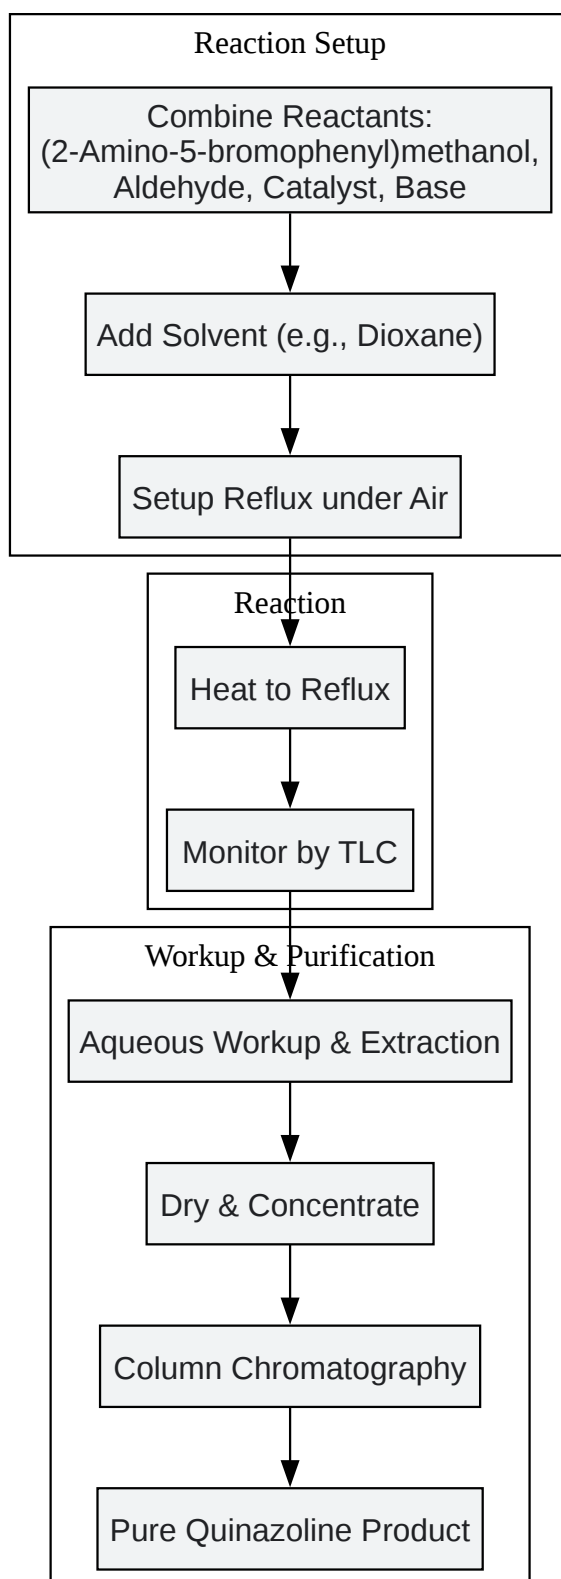 Reaction Setup
Combine Reactants:
(2-Amino-5-bromophenyl)methanol,
Aldehyde, Catalyst, Base
Add Solvent (e.g., Dioxane)
Setup Reflux under Air
Reaction
Heat to Reflux
Monitor by TLC
Workup & Purification
Aqueous Workup & Extraction
Dry & Concentrate
Column Chromatography
Pure Quinazoline Product